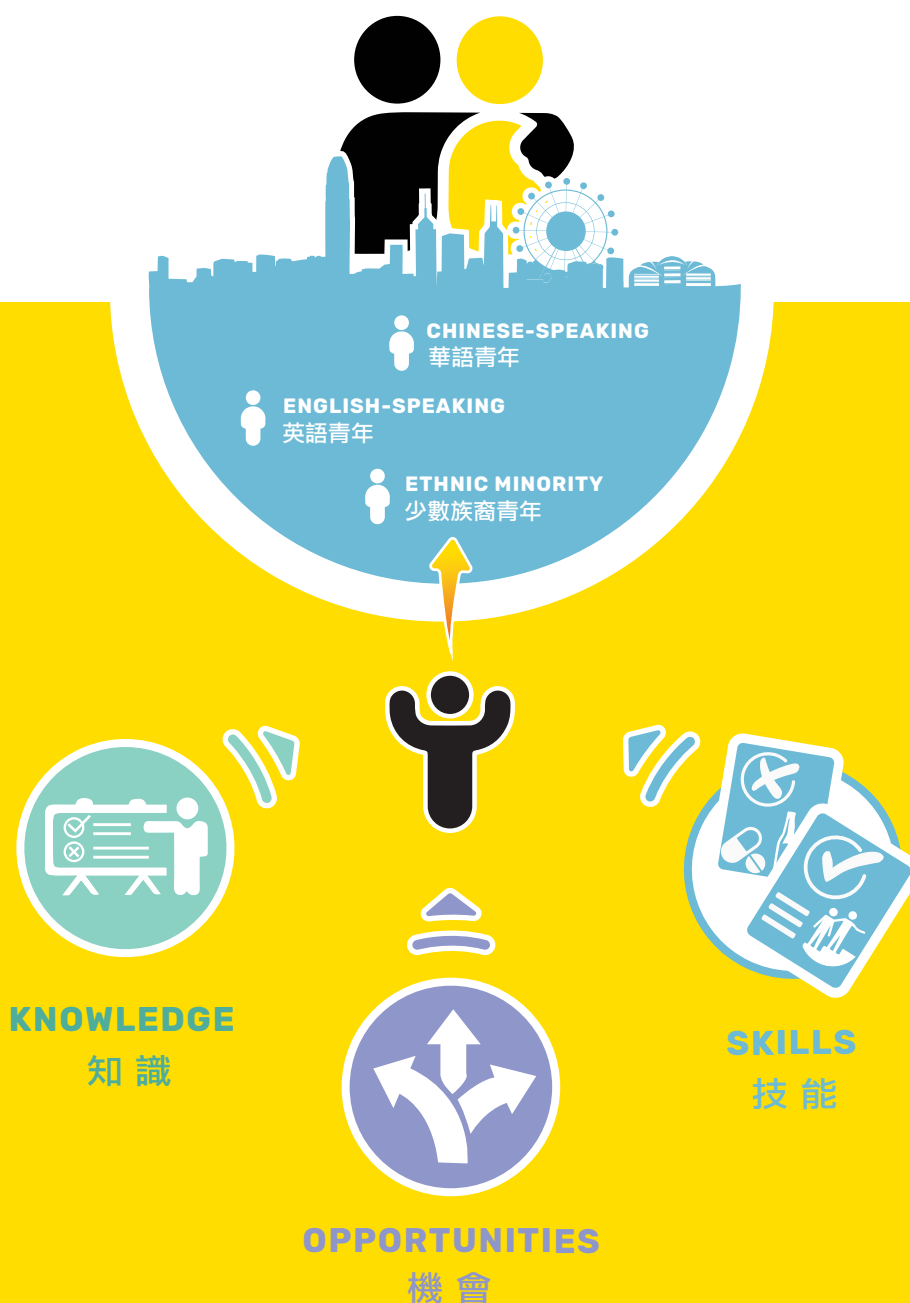 CHINESE-SPEAKING
華語青年
ENGLISH-SPEAKING
英語青年
ETHNIC MINORITY
少數族裔青年
KNOWLEDGE
知識
SKILLS
技能
OPPORTUNITIES
機會